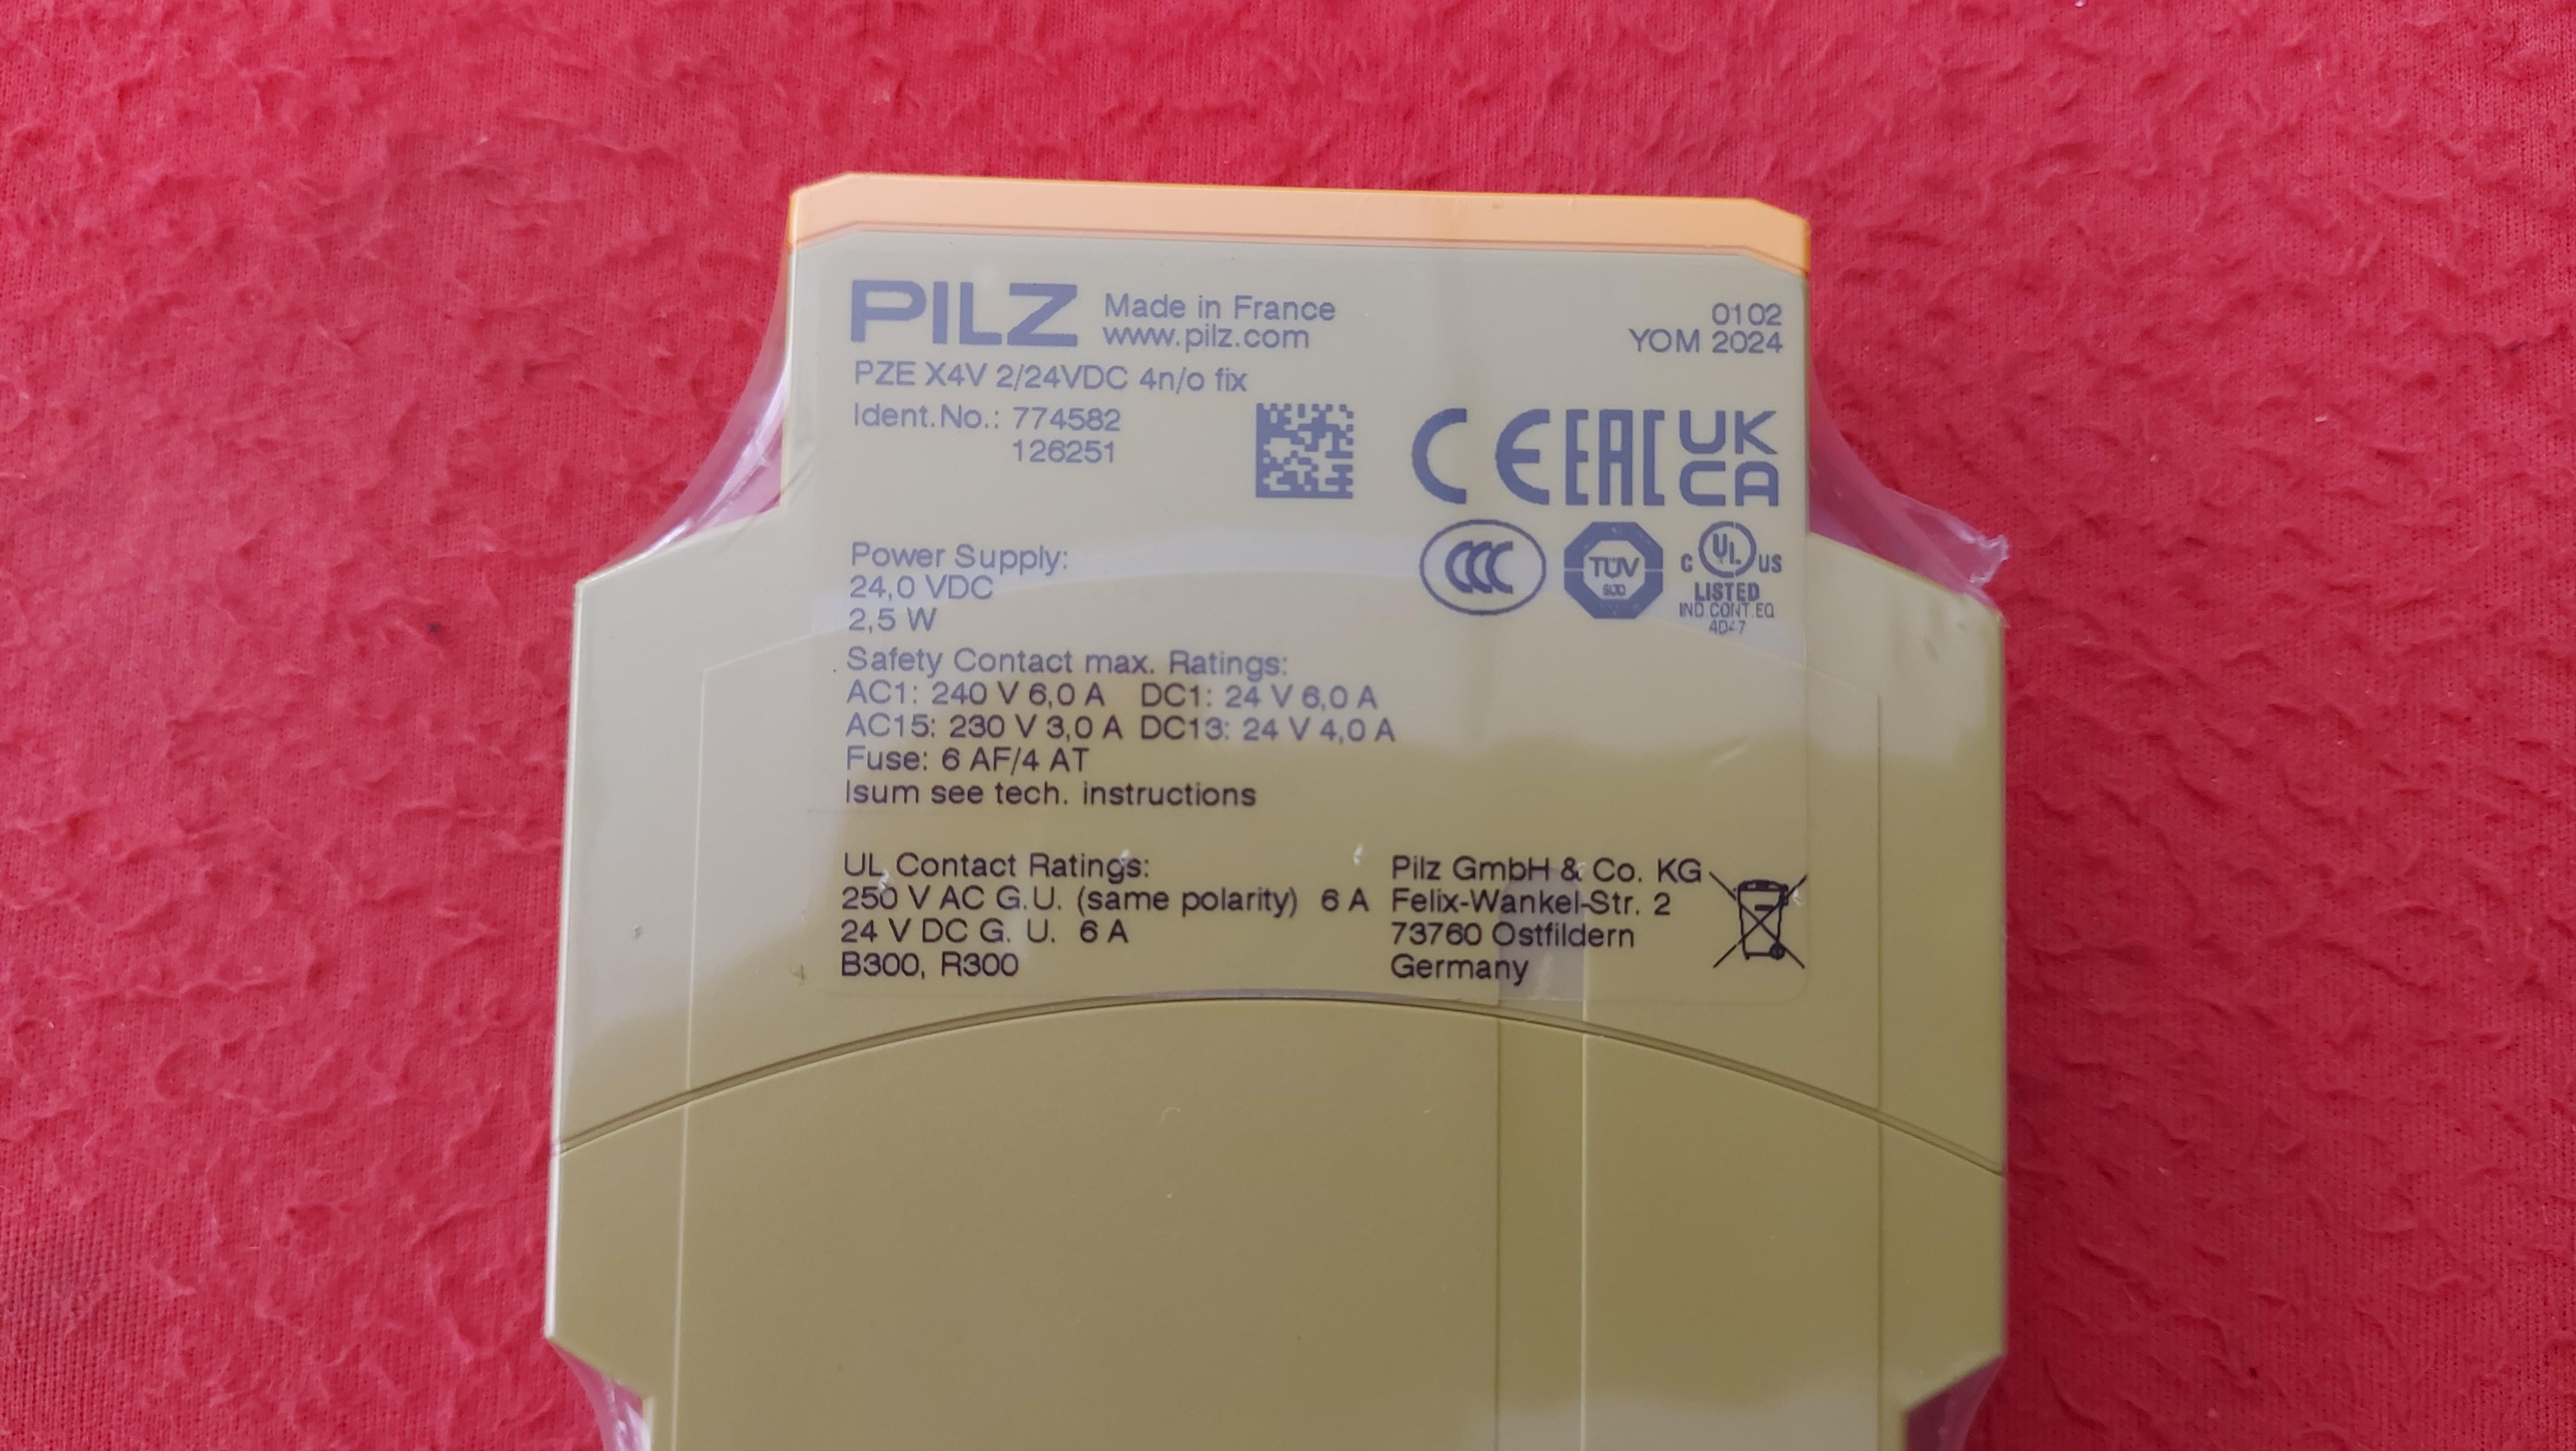 PILZ Made in France
www.pilz.com
0102
YOM 2024
PZE X4V 2/24VDC 4n/o fix
Ident.No.: 774582
126251
CE EAC UK
CA
CCC TÜV
SÜD
C UL US
LISTED
IND.CONT.EQ
Power Supply:
24,0 VDC
2,5 W
Safety Contact max. Ratings:
AC1: 240 V 6,0 A DC1: 24 V 6,0 A
AC15: 230 V 3,0 A DC13: 24 V 4,0 A
Fuse: 6 AF/4 AT
Isum see tech. instructions
UL Contact Ratings:
250 V AC G.U. (same polarity) 6 A
24 V DC G. U. 6 A
B300, R300
Pilz GmbH & Co. KG
Felix-Wankel-Str. 2
73760 Ostfildern
Germany